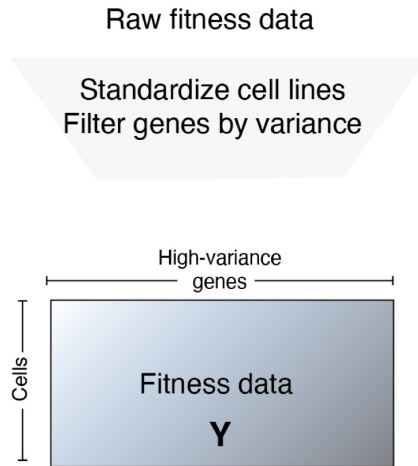 Raw fitness data
Standardize cell lines
Filter genes by variance
High-variance
genes
Cells
Fitness data
Y